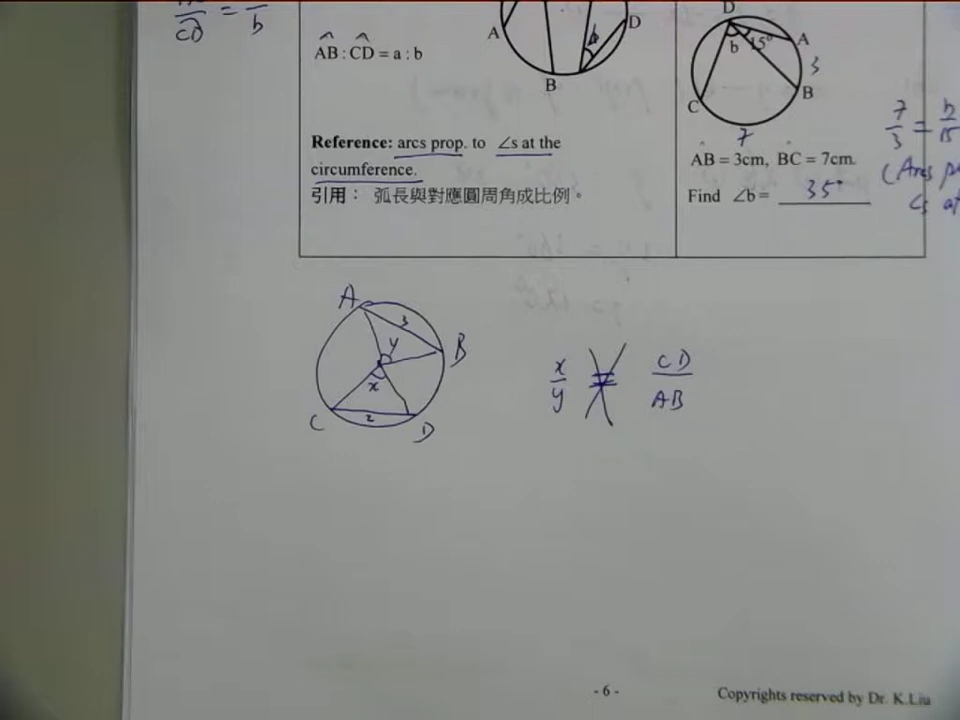 CD = b
A
D
B
AB : CD = a : b
Reference: arcs prop. to ∠s at the
circumference.
引用： 弧長與對應圓周角成比例。
D
b 15° A
3
C B
7
AB = 3cm, BC = 7cm.
Find ∠b = 35°
7/3 = b/15
(Arcs
∠s at
A
3
y
B
x
2
C
D
x/y = CD/AB
- 6 -
Copyrights reserved by Dr. K.Liu